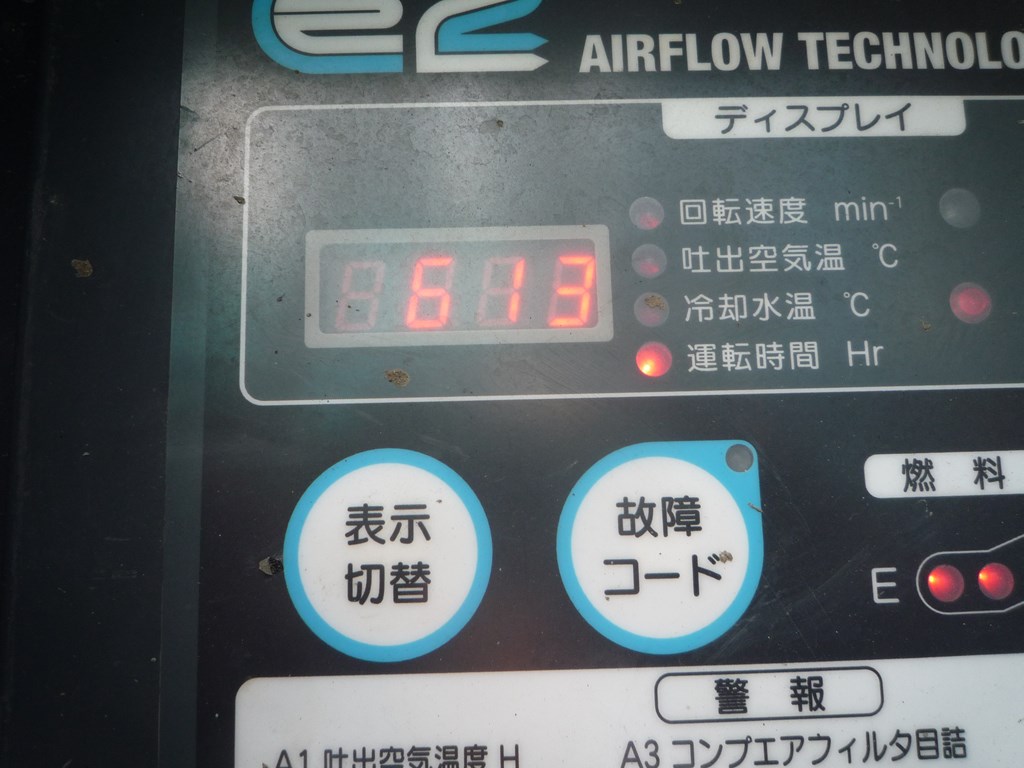 e2
AIRFLOW TECHNOLO
ディスプレイ
613
回転速度 min-1
吐出空気温 ℃
冷却水温 ℃
運転時間 Hr
表示
切替
故障
コード
燃料
E
警報
A1 吐出空気温度 H
A3 コンプエアフィルタ目詰